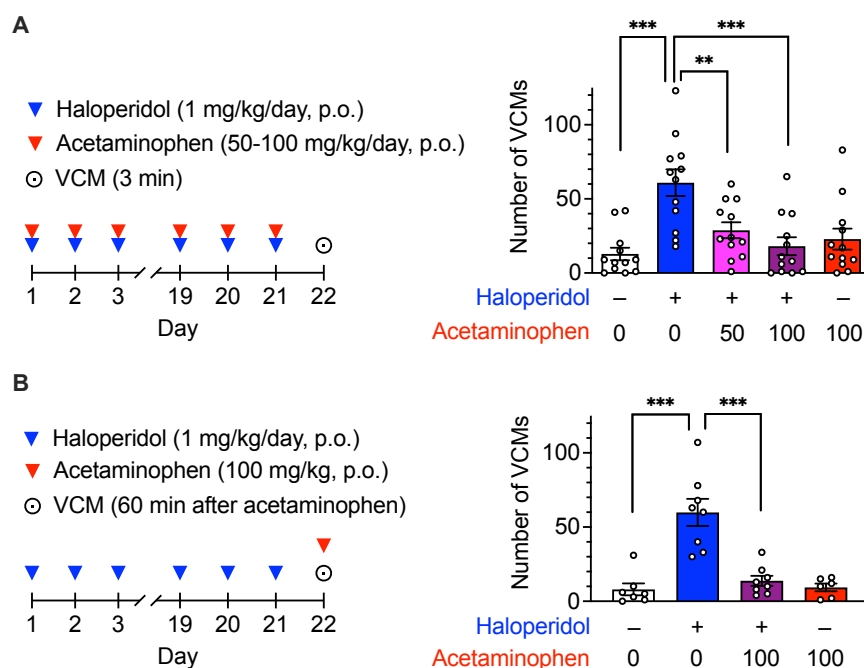 A
Haloperidol (1 mg/kg/day, p.o.)
Acetaminophen (50-100 mg/kg/day, p.o.)
VCM (3 min)
1 2 3 19 20 21 22
Day
*** ***
**
Number of VCMs
100
50
0
Haloperidol – + + + –
Acetaminophen 0 0 50 100 100
B
Haloperidol (1 mg/kg/day, p.o.)
Acetaminophen (100 mg/kg, p.o.)
VCM (60 min after acetaminophen)
1 2 3 19 20 21 22
Day
*** ***
Number of VCMs
100
50
0
Haloperidol – + + –
Acetaminophen 0 0 100 100